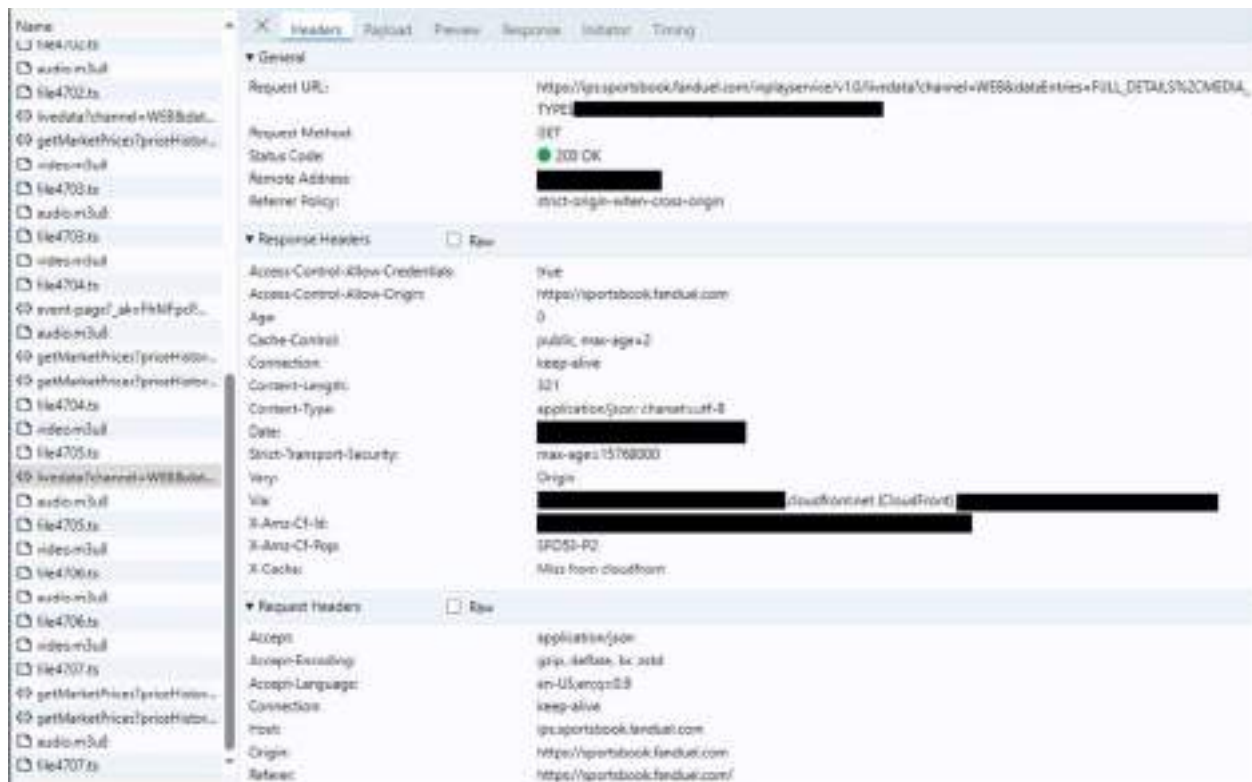 Name
file4702.ts
audio.m3u8
file4702.ts
livedata?channel=WEB&dat...
getMarketPrices?priceHistor...
video.m3u8
file4703.ts
audio.m3u8
file4703.ts
video.m3u8
file4704.ts
audio.m3u8
getMarketPrices?priceHistor...
getMarketPrices?priceHistor...
file4704.ts
video.m3u8
file4705.ts
livedata?channel=WEB&dat...
audio.m3u8
file4705.ts
video.m3u8
file4706.ts
audio.m3u8
file4706.ts
video.m3u8
file4707.ts
getMarketPrices?priceHistor...
getMarketPrices?priceHistor...
audio.m3u8
file4707.ts
Headers Payload Preview Response Initiator Timing
General
Request URL: https://ips.sportsbook.fanduel.com/inplayservice/v1.0/livedata?channel=WEB&dataEntries=FULL_DETAILS%2CMEDIA_
TYPES
Request Method: GET
Status Code: 200 OK
Remote Address:
Referrer Policy: strict-origin-when-cross-origin
Response Headers Raw
Access-Control-Allow-Credentials: true
Access-Control-Allow-Origin: https://sportsbook.fanduel.com
Age: 0
Cache-Control: public, max-age=2
Connection: keep-alive
Content-Length: 321
Content-Type: application/json; charset=utf-8
Date:
Strict-Transport-Security: max-age=15768000
Vary: Origin
Via: .cloudfront.net (CloudFront)
X-Amz-Cf-Id:
X-Amz-Cf-Pop:
X-Cache: Miss from cloudfront
Request Headers Raw
Accept: application/json
Accept-Encoding: gzip, deflate, br, zstd
Accept-Language: en-US,en;q=0.9
Connection: keep-alive
Host: ips.sportsbook.fanduel.com
Origin: https://sportsbook.fanduel.com
Referer: https://sportsbook.fanduel.com/